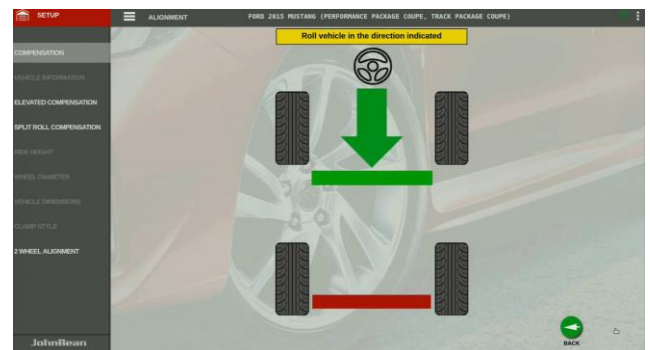 SETUP
ALIGNMENT
FORD 2015 MUSTANG (PERFORMANCE PACKAGE COUPE, TRACK PACKAGE COUPE)
Roll vehicle in the direction indicated
COMPENSATION
VEHICLE INFORMATION
ELEVATED COMPENSATION
SPLIT ROLL COMPENSATION
RIDE HEIGHT
WHEEL DIAMETER
VEHICLE DIMENSIONS
CLAMP STYLE
2 WHEEL ALIGNMENT
JohnBean
BACK